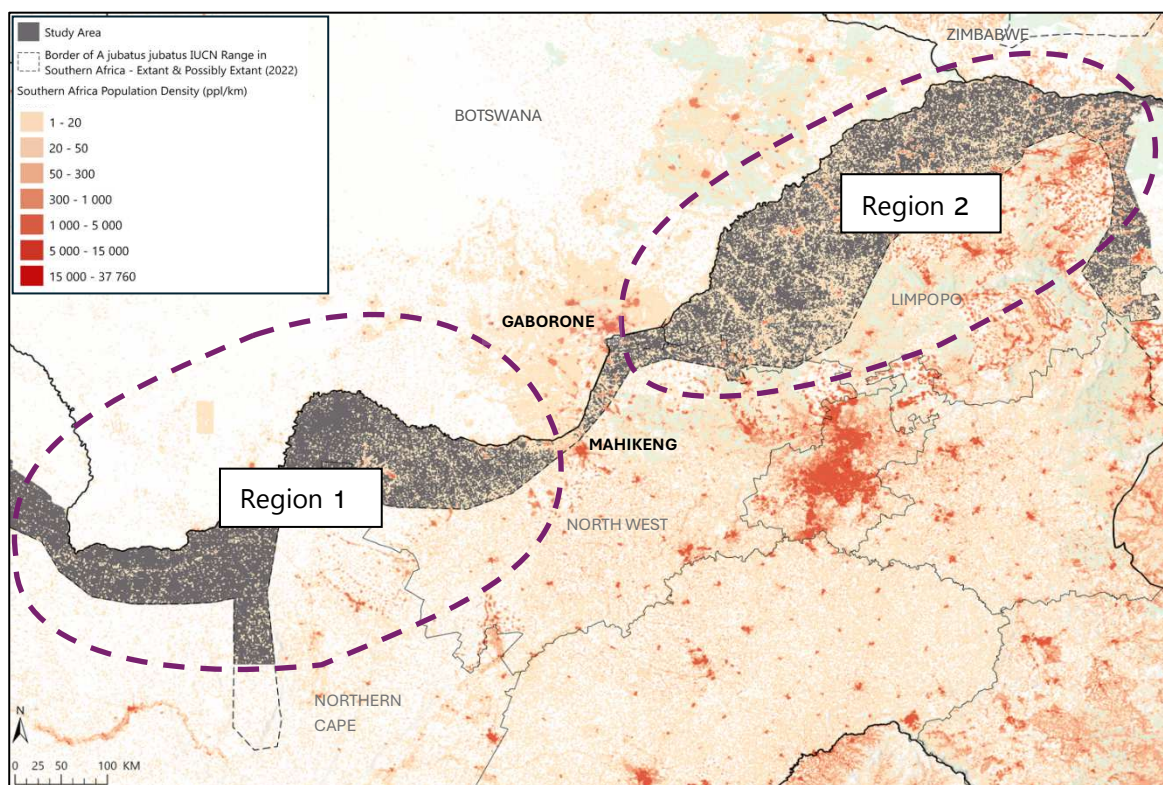 Study Area
Border of A jubatus jubatus IUCN Range in
Southern Africa - Extant & Possibly Extant (2022)
Southern Africa Population Density (ppl/km)
1 - 20
20 - 50
50 - 300
300 - 1 000
1 000 - 5 000
5 000 - 15 000
15 000 - 37 760
ZIMBABWE
BOTSWANA
Region 2
LIMPOPO
GABORONE
MAHIKENG
Region 1
NORTH WEST
NORTHERN
CAPE
N
0 25 50 100 KM